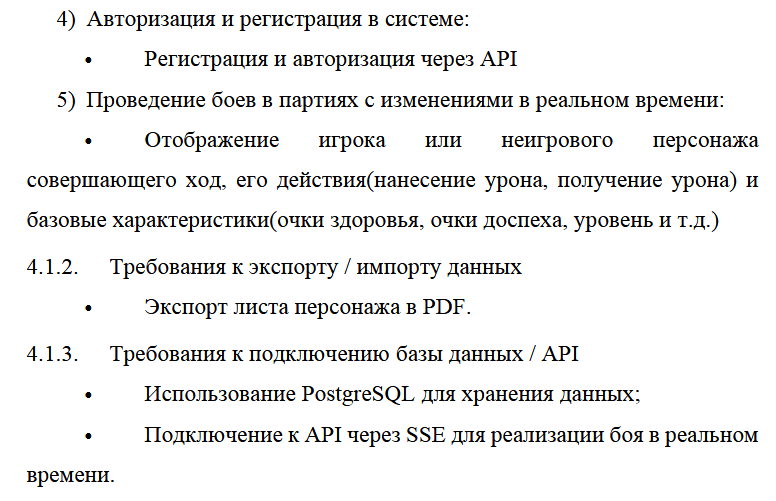 4) Авторизация и регистрация в системе:
• Регистрация и авторизация через API
5) Проведение боев в партиях с изменениями в реальном времени:
• Отображение игрока или неигрового персонажа
совершающего ход, его действия(нанесение урона, получение урона) и
базовые характеристики(очки здоровья, очки доспеха, уровень и т.д.)
4.1.2. Требования к экспорту / импорту данных
• Экспорт листа персонажа в PDF.
4.1.3. Требования к подключению базы данных / API
• Использование PostgreSQL для хранения данных;
• Подключение к API через SSE для реализации боя в реальном
времени.